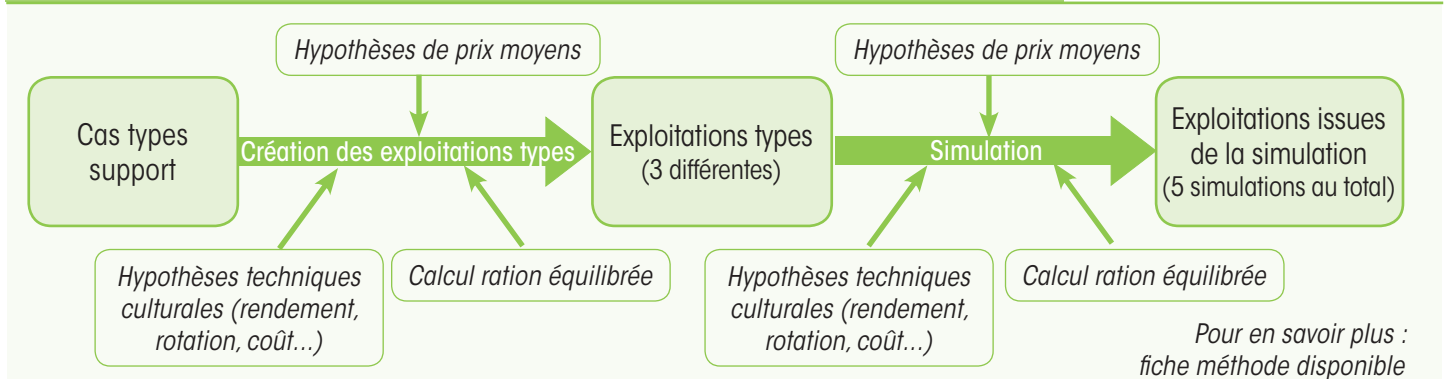 Hypothèses de prix moyens
Hypothèses de prix moyens
Cas types
support
Création des exploitations types
Exploitations types
(3 différentes)
Simulation
Exploitations issues
de la simulation
(5 simulations au total)
Hypothèses techniques
culturales (rendement,
rotation, coût...)
Calcul ration équilibrée
Hypothèses techniques
culturales (rendement,
rotation, coût...)
Calcul ration équilibrée
Pour en savoir plus :
fiche méthode disponible